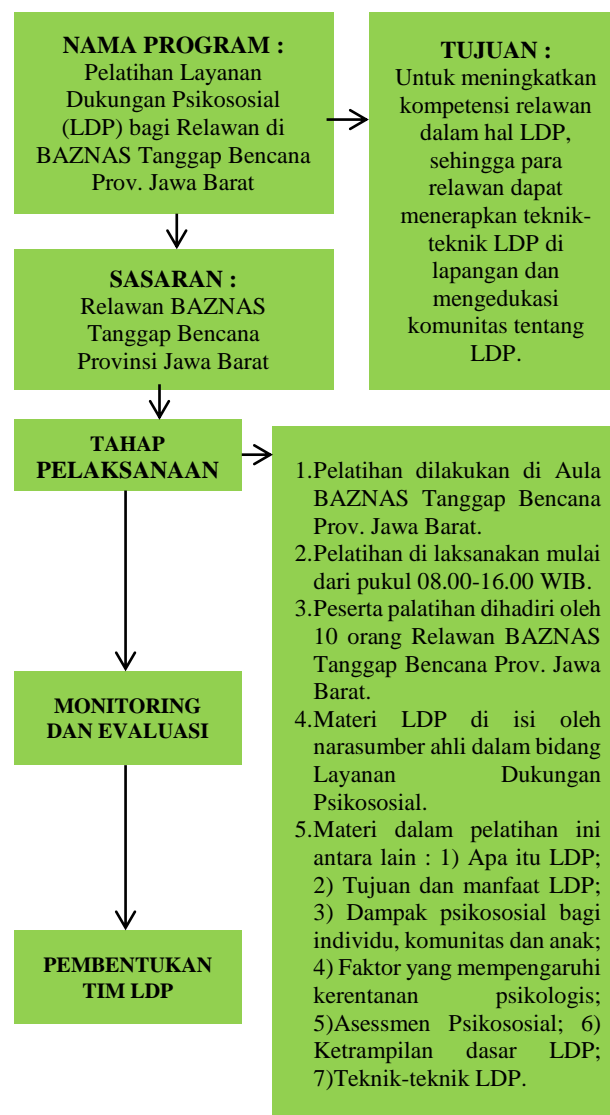 NAMA PROGRAM :
Pelatihan Layanan
Dukungan Psikososial
(LDP) bagi Relawan di
BAZNAS Tanggap Bencana
Prov. Jawa Barat
TUJUAN :
Untuk meningkatkan
kompetensi relawan
dalam hal LDP,
sehingga para
relawan dapat
menerapkan teknik-
teknik LDP di
lapangan dan
mengedukasi
komunitas tentang
LDP.
SASARAN :
Relawan BAZNAS
Tanggap Bencana
Provinsi Jawa Barat
TAHAP
PELAKSANAAN
1.Pelatihan dilakukan di Aula
BAZNAS Tanggap Bencana
Prov. Jawa Barat.
2.Pelatihan di laksanakan mulai
dari pukul 08.00-16.00 WIB.
3.Peserta palatihan dihadiri oleh
10 orang Relawan BAZNAS
Tanggap Bencana Prov. Jawa
Barat.
4.Materi LDP di isi oleh
narasumber ahli dalam bidang
Layanan Dukungan
Psikososial.
5.Materi dalam pelatihan ini
antara lain : 1) Apa itu LDP;
2) Tujuan dan manfaat LDP;
3) Dampak psikososial bagi
individu, komunitas dan anak;
4) Faktor yang mempengaruhi
kerentanan psikologis;
5)Asessmen Psikososial; 6)
Ketrampilan dasar LDP;
7)Teknik-teknik LDP.
MONITORING
DAN EVALUASI
PEMBENTUKAN
TIM LDP